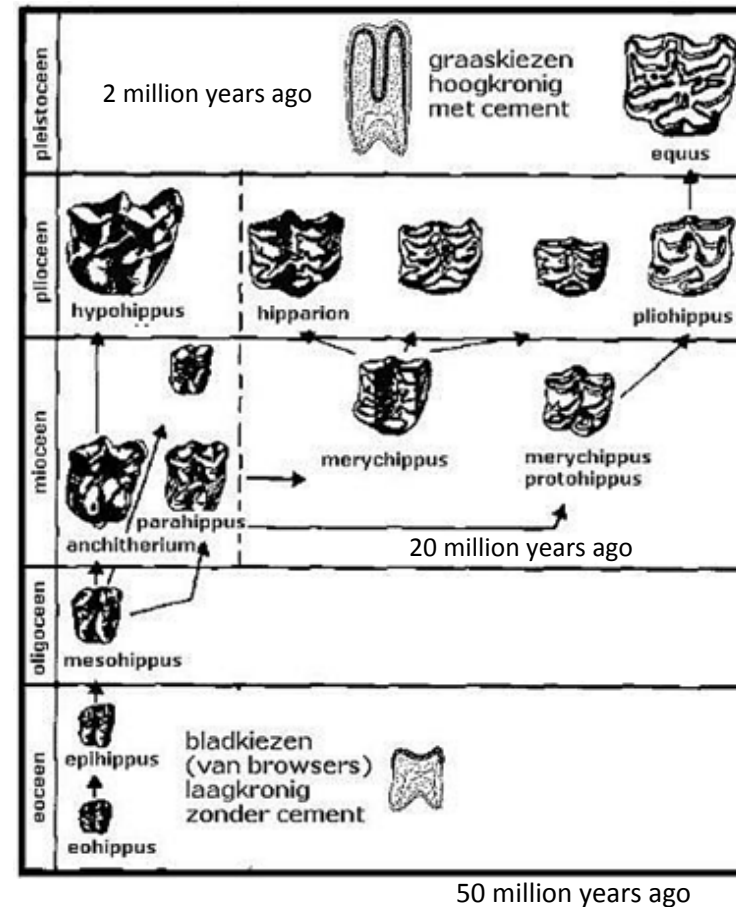 pleistoceen
2 million years ago
graaskiezen
hoogkronig
met cement
equus
plioceen
hypohippus
hipparion
pliohippus
mioceen
merychippus
merychippus
protohippus
parahippus
anchitherium
20 million years ago
oligoceen
mesohippus
eoceen
epihippus
bladkiezen
(van browsers)
laagkronig
zonder cement
eohippus
50 million years ago